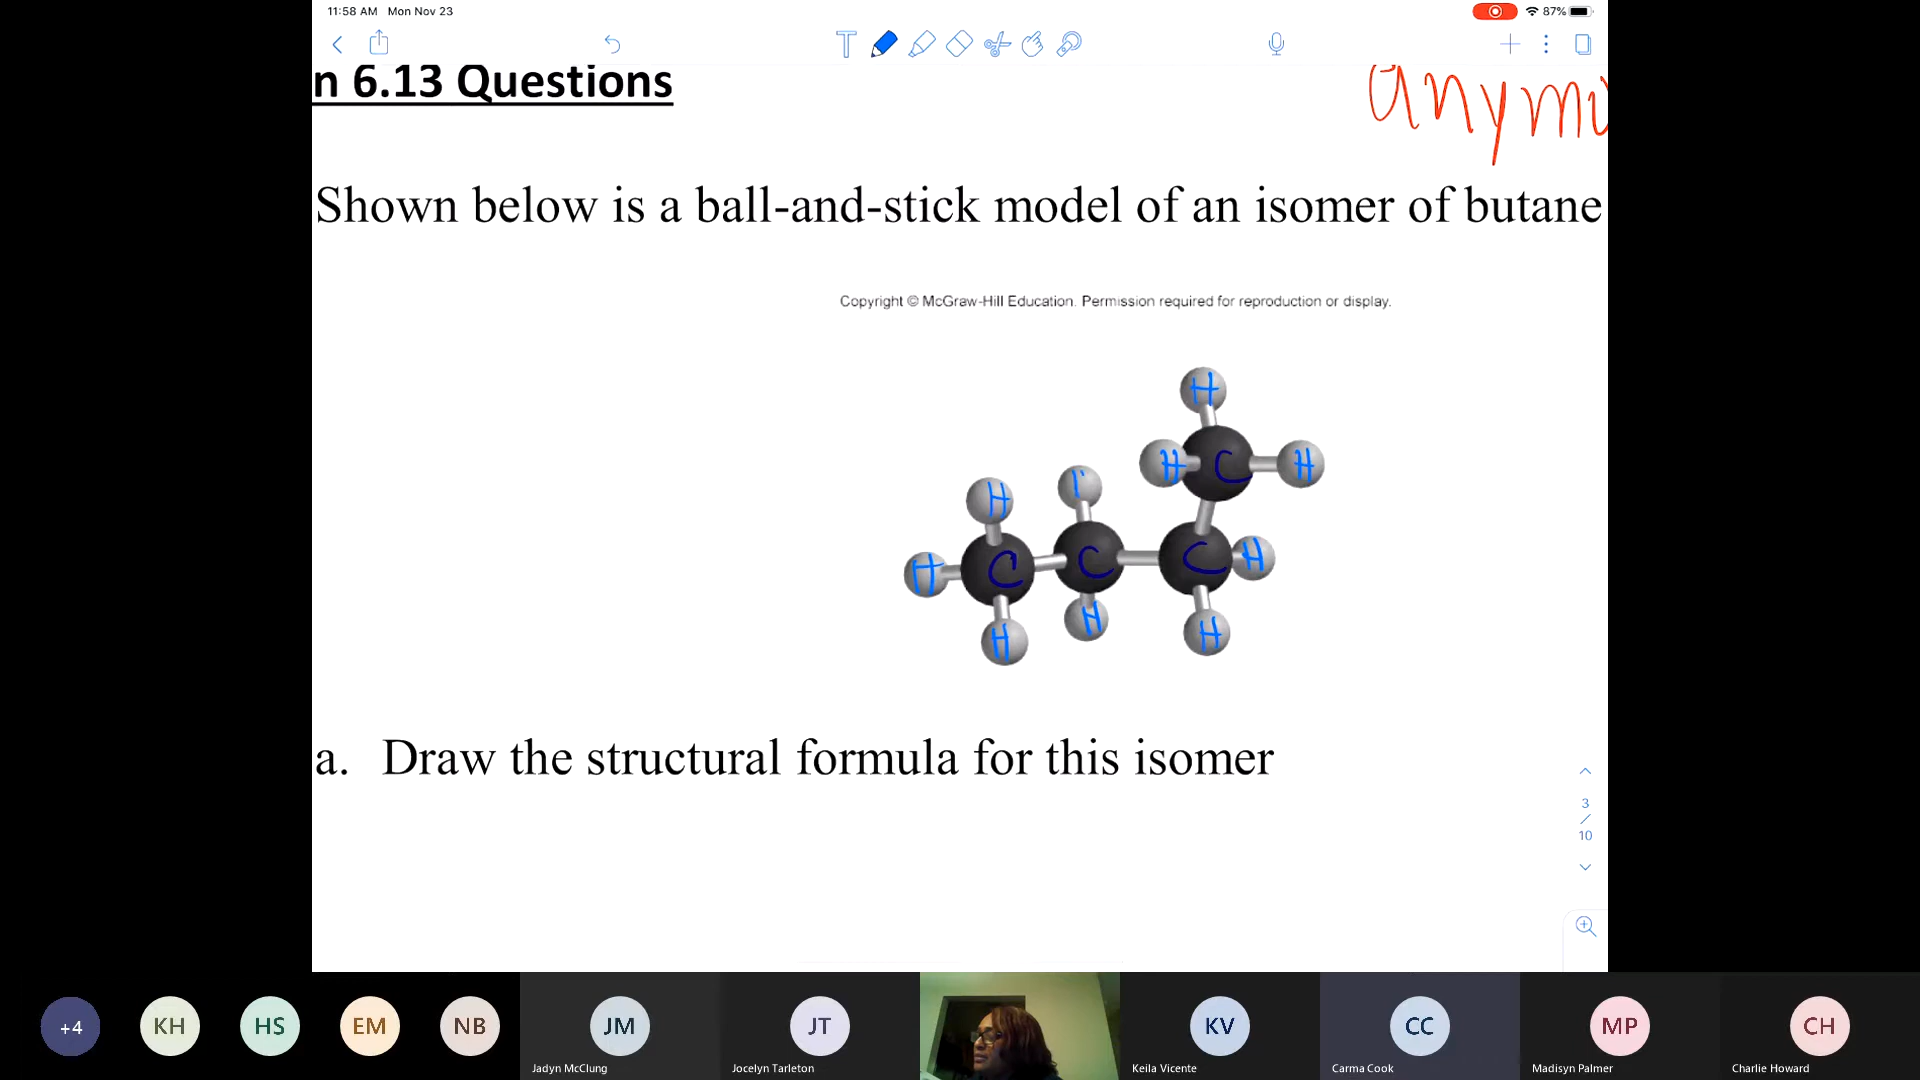 11:58 AM Mon Nov 23
87%
n 6.13 Questions
Shown below is a ball-and-stick model of an isomer of butane
Copyright © McGraw-Hill Education. Permission required for reproduction or display.
H
H C H
H
H C C C H
H H H
a. Draw the structural formula for this isomer
3
/
10
+4 KH HS EM NB JM JT KV CC MP CH
Jadyn McClung Jocelyn Tarleton Keila Vicente Carma Cook Madisyn Palmer Charlie Howard